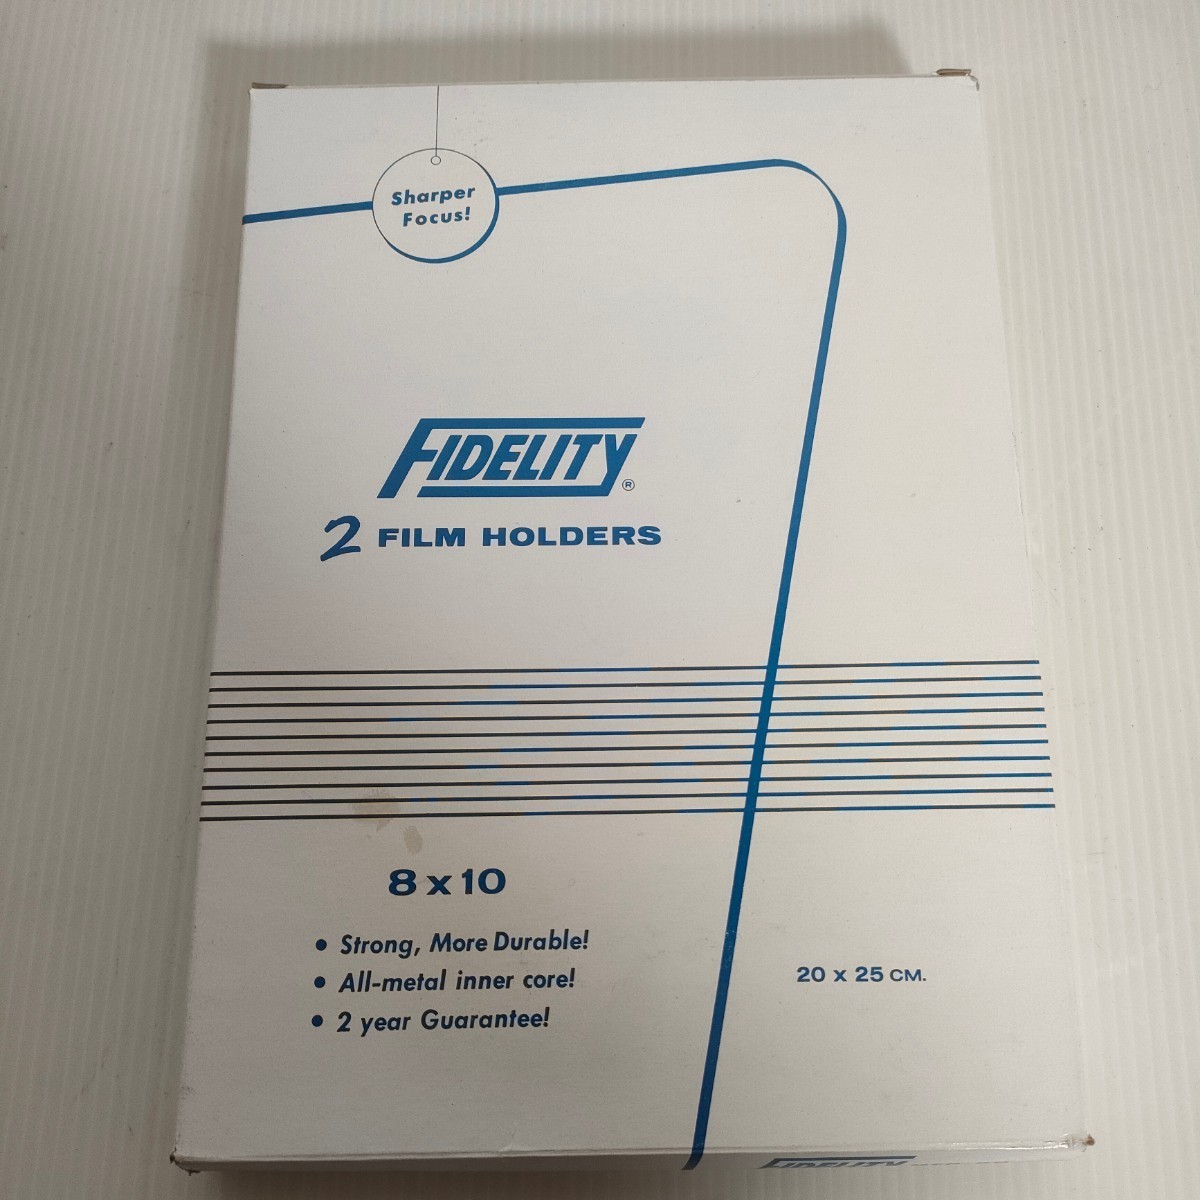 Sharper
Focus!
FIDELITY®
2 FILM HOLDERS
8 x 10
• Strong, More Durable!
• All-metal inner core!
• 2 year Guarantee!
20 x 25 CM.
FIDELITY